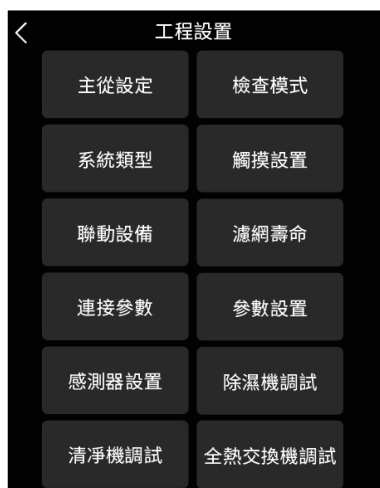 工程設置
主從設定 檢查模式
系統類型 觸摸設置
聯動設備 濾網壽命
連接參數 參數設置
感測器設置 除濕機調試
清凈機調試 全熱交換機調試